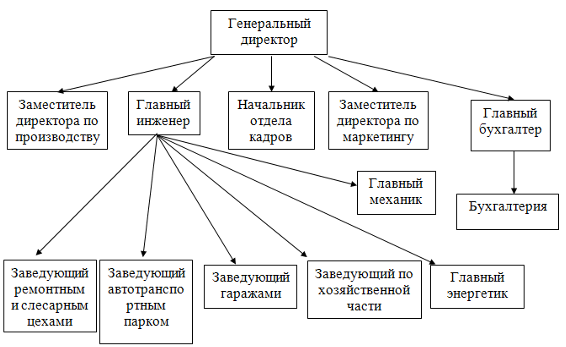 Генеральный
директор
Заместитель
директора по
производству
Главный
инженер
Начальник
отдела
кадров
Заместитель
директора по
маркетингу
Главный
бухгалтер
Главный
механик
Бухгалтерия
Заведующий
ремонтным
и слесарным
цехами
Заведующий
автотранспо
ртным
парком
Заведующий
гаражами
Заведующий по
хозяйственной
части
Главный
энергетик